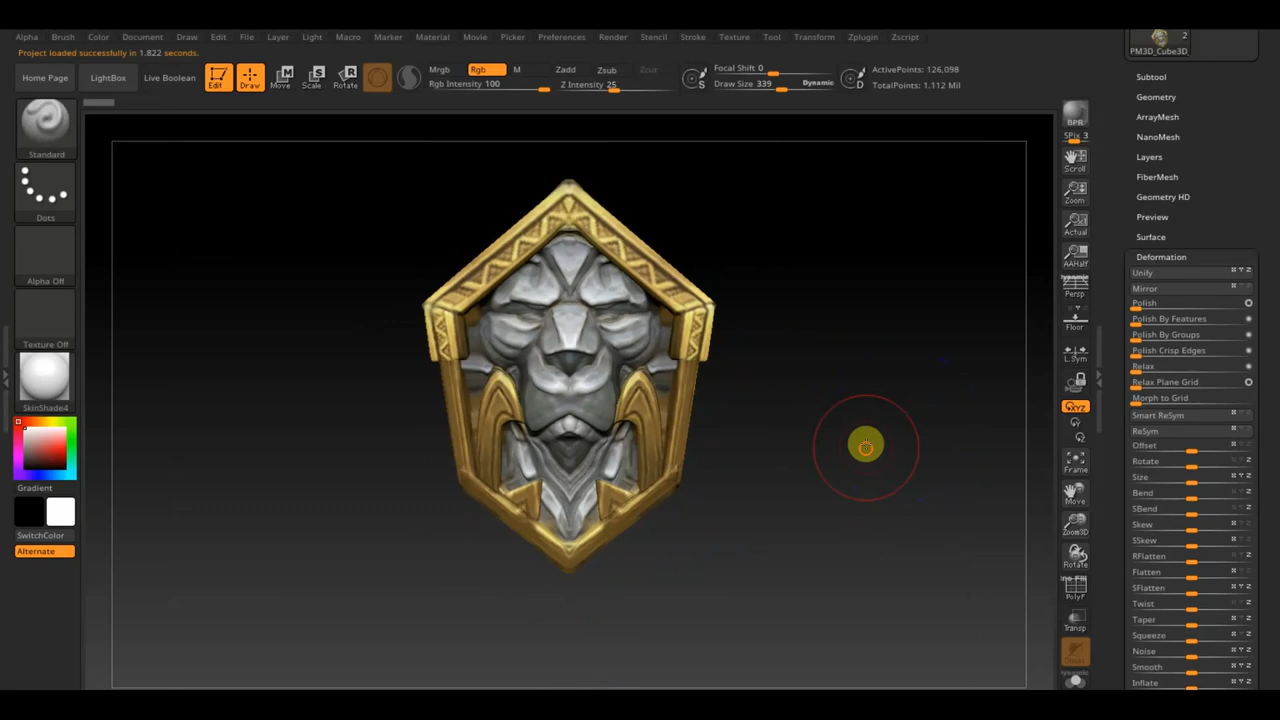 Alpha Brush Color Document Draw Edit File Layer Light Macro Marker Material Movie Picker Preferences Render Stencil Stroke Texture Tool Transform Zplugin Zscript
Project loaded successfully in 1.822 seconds.
Home Page LightBox Live Boolean
Edit Draw Move Scale Rotate
M S R
Mrgb Rgb M Zadd Zsub Zcut
Rgb Intensity 100 Z Intensity 25
S Focal Shift 0
Draw Size 339 Dynamic
D ActivePoints: 126,098
TotalPoints: 1.112 Mil
Standard
Dots
Alpha Off
Texture Off
SkinShade4
Gradient
SwitchColor
Alternate
BPR
SPix 3
Scroll
Zoom
Actual
AAHalf
Dynamic
Persp
Floor
L.Sym
XYZ
Frame
Move
Zoom3D
Rotate
PolyF
Transp
Dynamic
2
PM3D_Cube3D
Subtool
Geometry
ArrayMesh
NanoMesh
Layers
FiberMesh
Geometry HD
Preview
Surface
Deformation
Unify
Mirror
Polish
Polish By Features
Polish By Groups
Polish Crisp Edges
Relax
Relax Plane Grid
Morph to Grid
Smart ReSym
ReSym
Offset
Rotate
Size
Bend
SBend
Skew
SSkew
RFlatten
Flatten
SFlatten
Twist
Taper
Squeeze
Noise
Smooth
Inflate